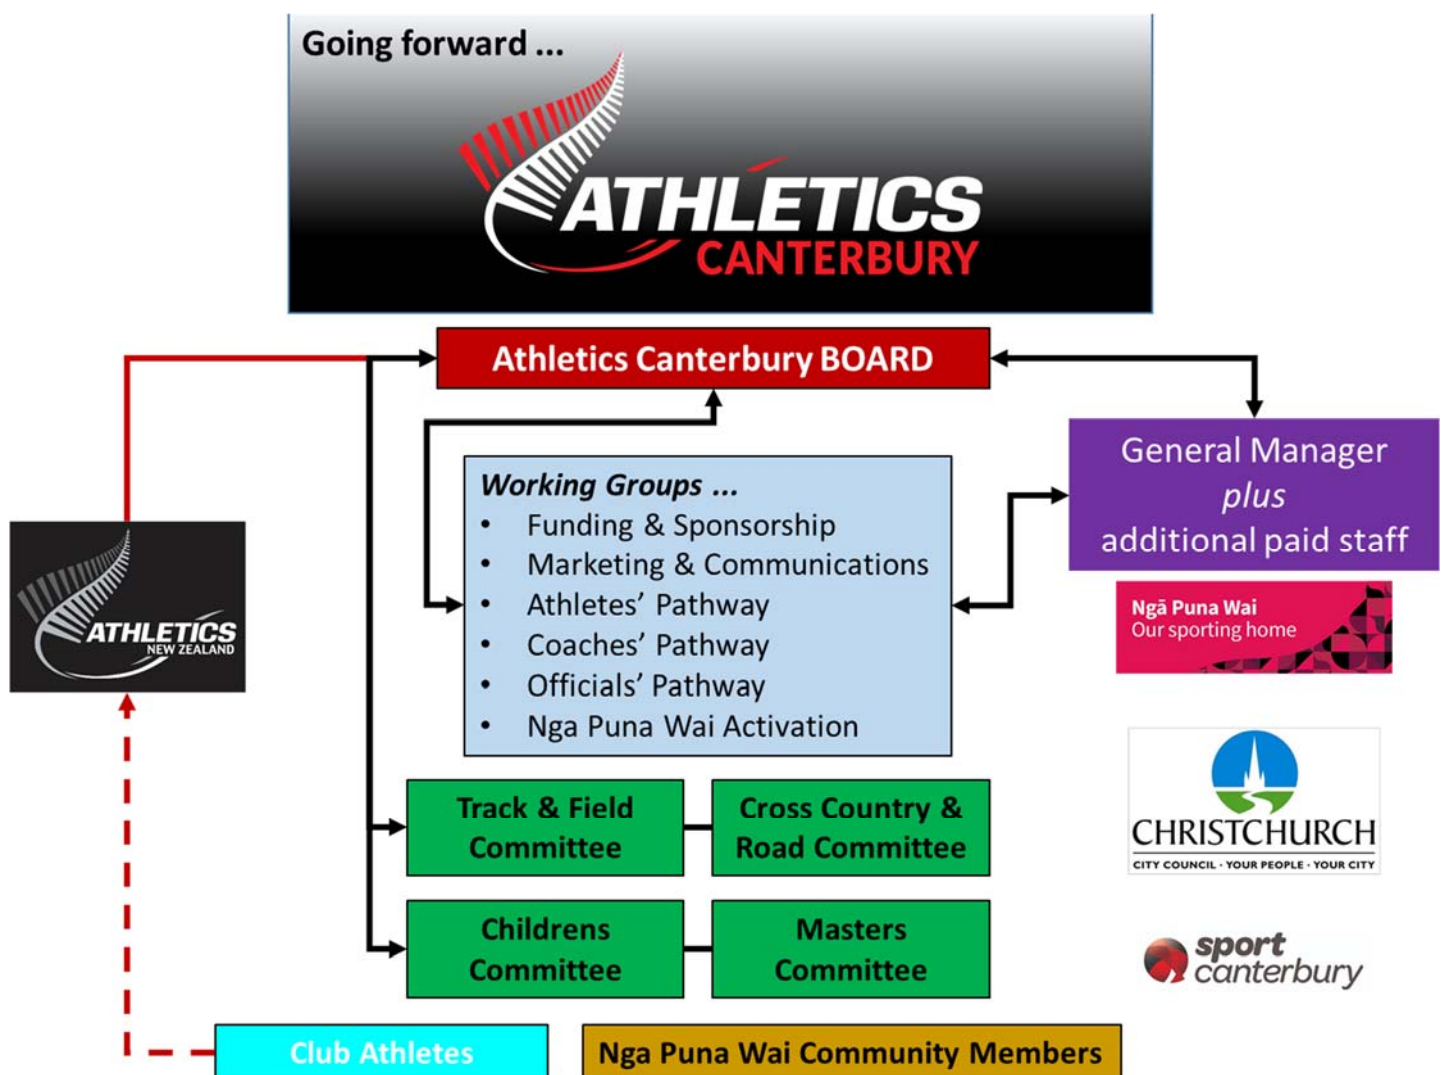 Going forward ...
ATHLETICS
CANTERBURY
Athletics Canterbury BOARD
General Manager
plus
additional paid staff
Working Groups ...
• Funding & Sponsorship
• Marketing & Communications
• Athletes’ Pathway
• Coaches’ Pathway
• Officials’ Pathway
• Nga Puna Wai Activation
ATHLETICS
NEW ZEALAND
Ngā Puna Wai
Our sporting home
Track & Field
Committee
Cross Country &
Road Committee
CHRISTCHURCH
CITY COUNCIL · YOUR PEOPLE · YOUR CITY
Childrens
Committee
Masters
Committee
sport
canterbury
Club Athletes
Nga Puna Wai Community Members